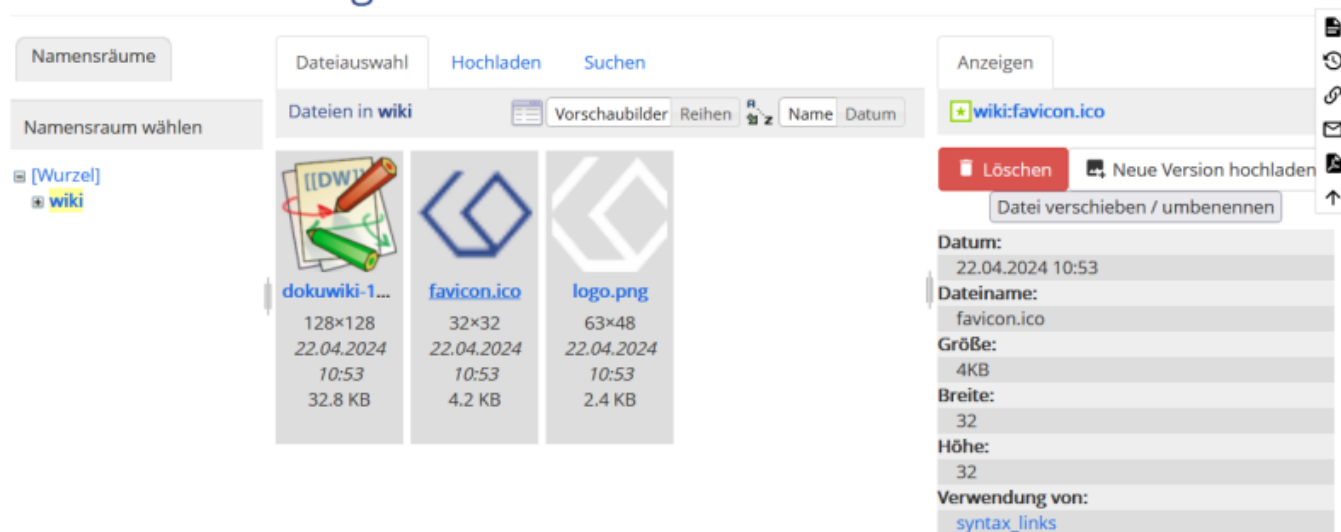 Namensräume
Namensraum wählen
[Wurzel]
wiki
Dateiauswahl Hochladen Suchen
Dateien in wiki Vorschaubilder Reihen Name Datum
[[DW]]
dokuwiki-1...
128×128
22.04.2024
10:53
32.8 KB
favicon.ico
32×32
22.04.2024
10:53
4.2 KB
logo.png
63×48
22.04.2024
10:53
2.4 KB
Anzeigen
wiki:favicon.ico
Löschen Neue Version hochladen
Datei verschieben / umbenennen
Datum:
22.04.2024 10:53
Dateiname:
favicon.ico
Größe:
4KB
Breite:
32
Höhe:
32
Verwendung von:
syntax_links